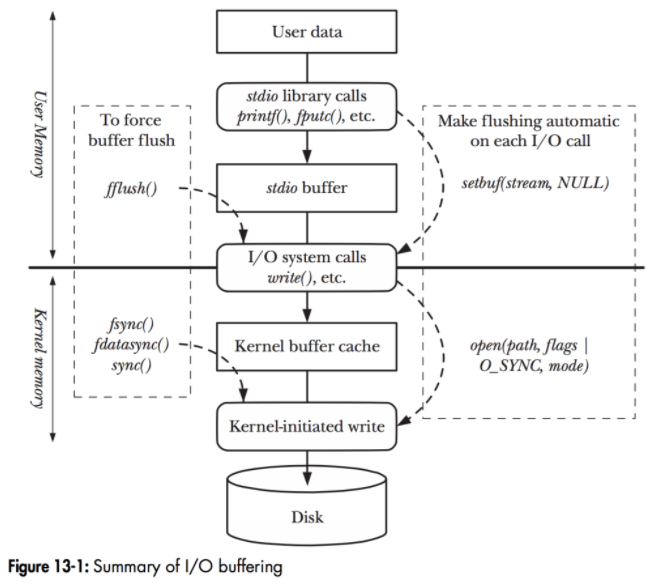 User data
User Memory
stdio library calls
printf(), fputc(), etc.
To force
buffer flush
Make flushing automatic
on each I/O call
fflush()
stdio buffer
setbuf(stream, NULL)
I/O system calls
write(), etc.
Kernel memory
fsync()
fdatasync()
sync()
Kernel buffer cache
open(path, flags |
O_SYNC, mode)
Kernel-initiated write
Disk
Figure 13-1: Summary of I/O buffering